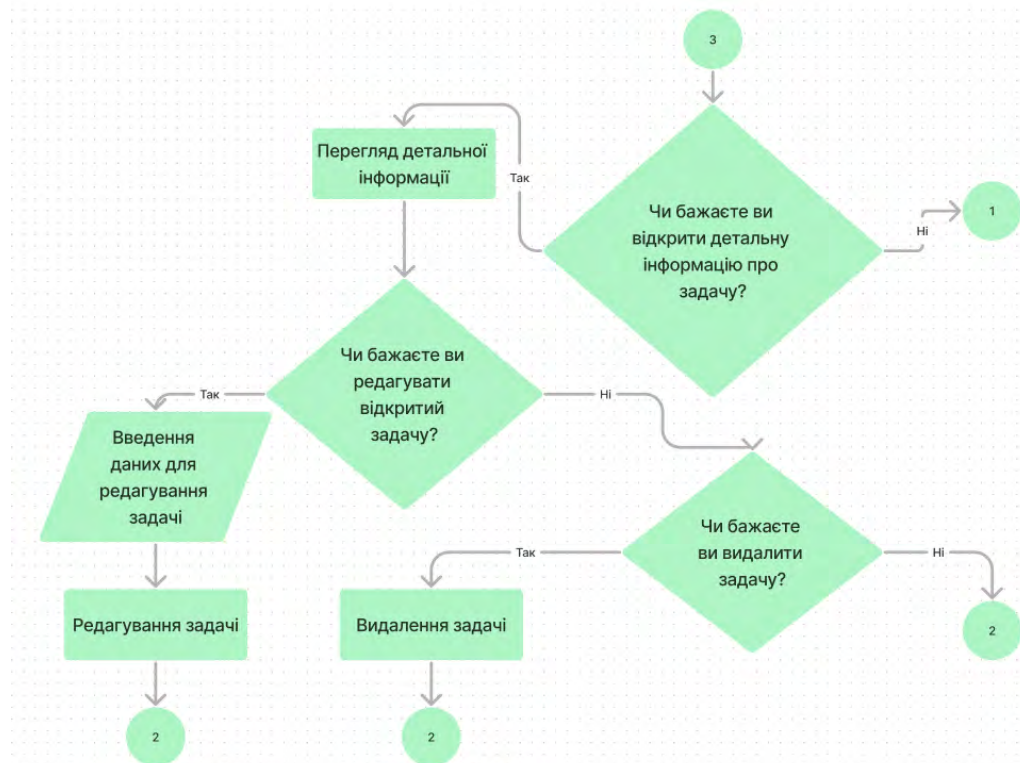 3
Перегляд детальної
інформації
Так
Чи бажаєте ви
відкрити детальну
інформацію про
задачу?
Ні
1
Чи бажаєте ви
редагувати
відкритий
задачу?
Так
Ні
Введення
даних для
редагування
задачі
Чи бажаєте
ви видалити
задачу?
Так
Ні
Редагування задачі
Видалення задачі
2
2
2